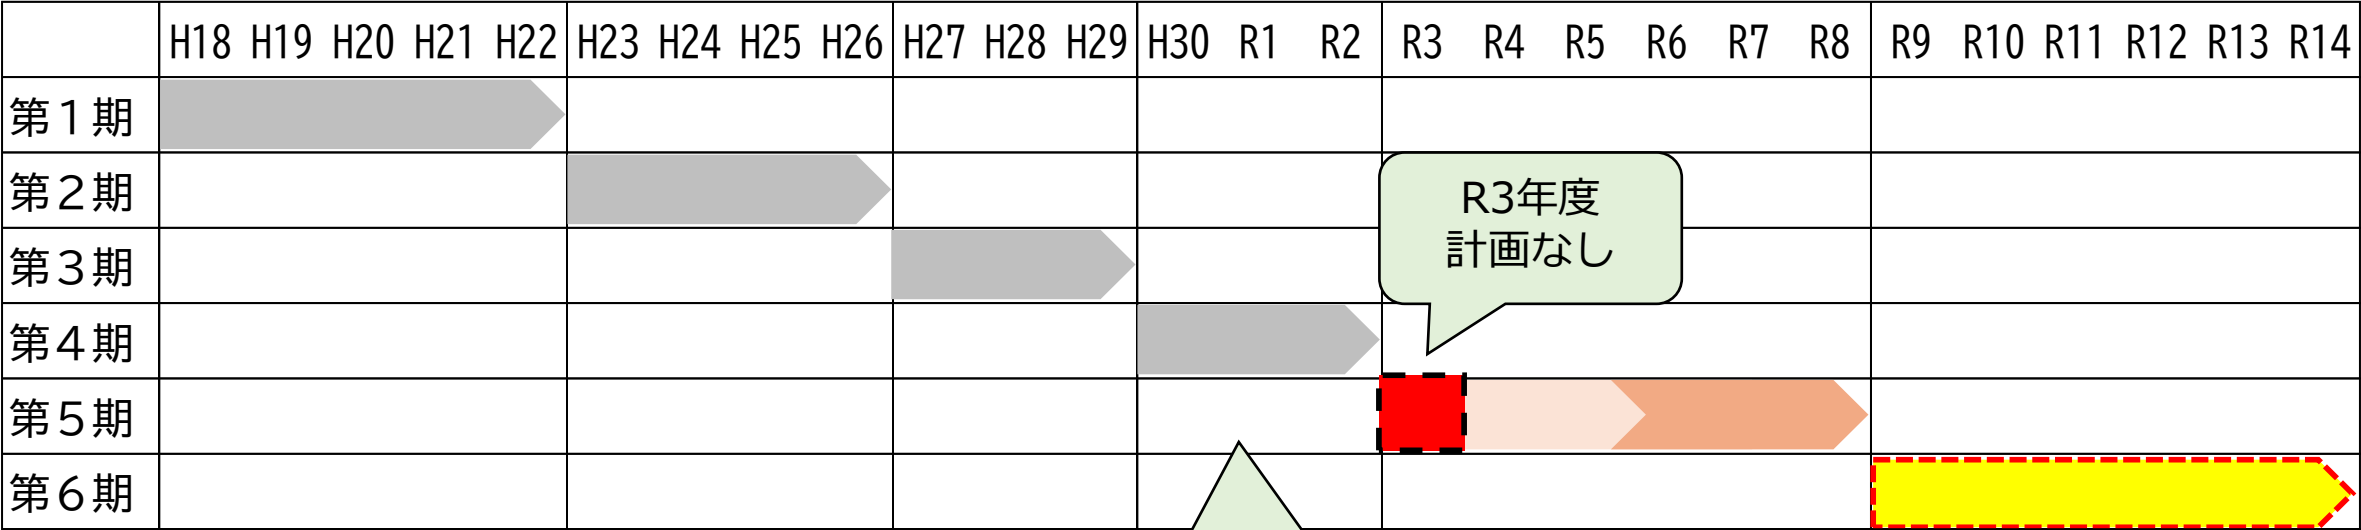 H18 H19 H20 H21 H22 H23 H24 H25 H26 H27 H28 H29 H30 R1 R2 R3 R4 R5 R6 R7 R8 R9 R10 R11 R12 R13 R14
第１期
第２期
R3年度
計画なし
第３期
第４期
第５期
第６期